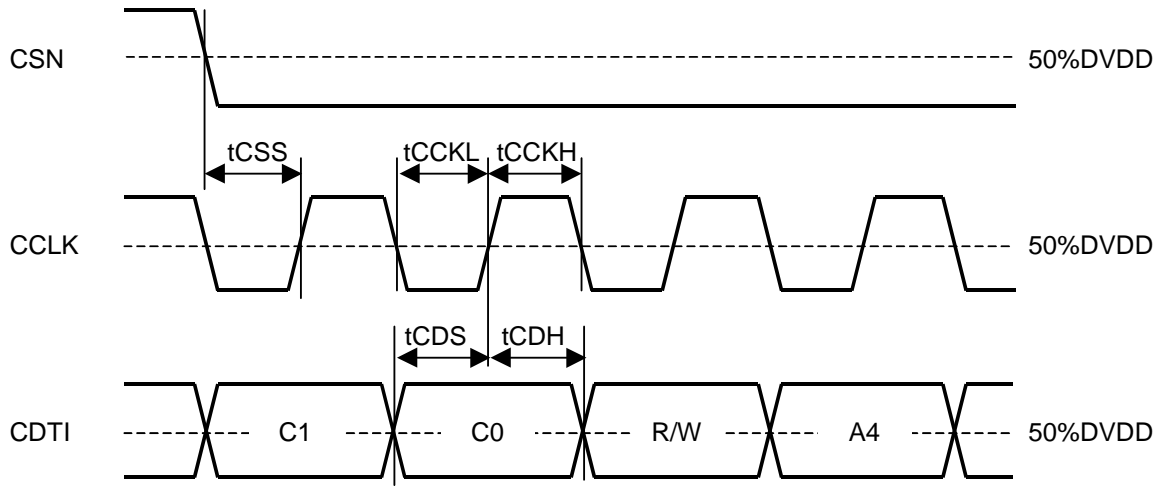 CSN 50%DVDD
tCSS tCCKL tCCKH
CCLK 50%DVDD
tCDS tCDH
CDTI C1 C0 R/W A4 50%DVDD